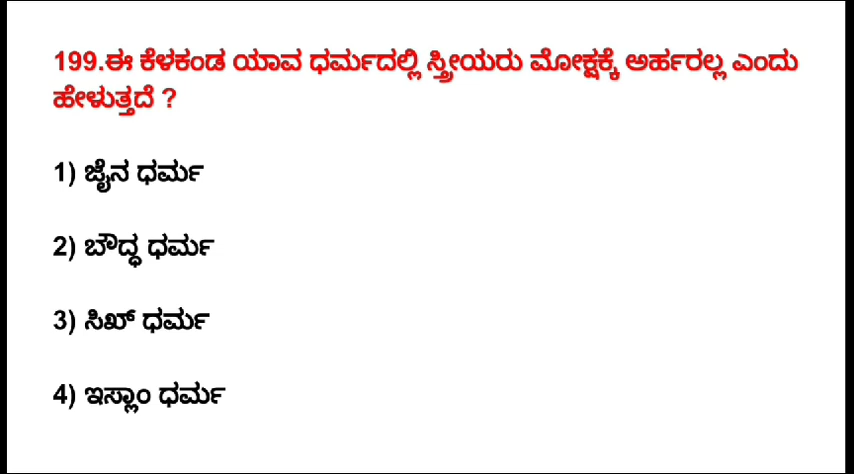 199.ಈ ಕೆಳಕಂಡ ಯಾವ ಧರ್ಮದಲ್ಲಿ ಸ್ತ್ರೀಯರು ಮೋಕ್ಷಕ್ಕೆ ಅರ್ಹರಲ್ಲ ಎಂದು
ಹೇಳುತ್ತದೆ ?
1) ಜೈನ ಧರ್ಮ
2) ಬೌದ್ಧ ಧರ್ಮ
3) ಸಿಖ್ ಧರ್ಮ
4) ಇಸ್ಲಾಂ ಧರ್ಮ